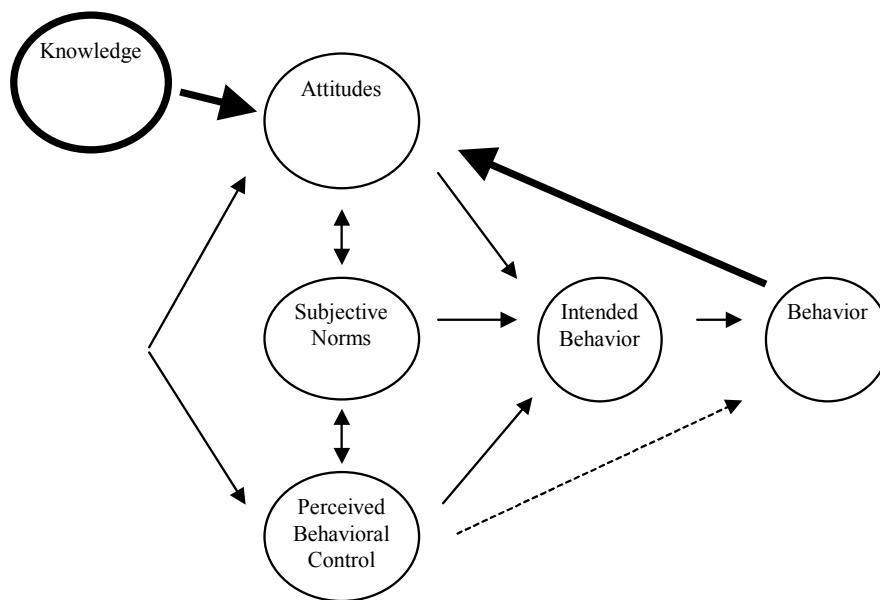 Knowledge
Attitudes
Subjective
Norms
Intended
Behavior
Behavior
Perceived
Behavioral
Control